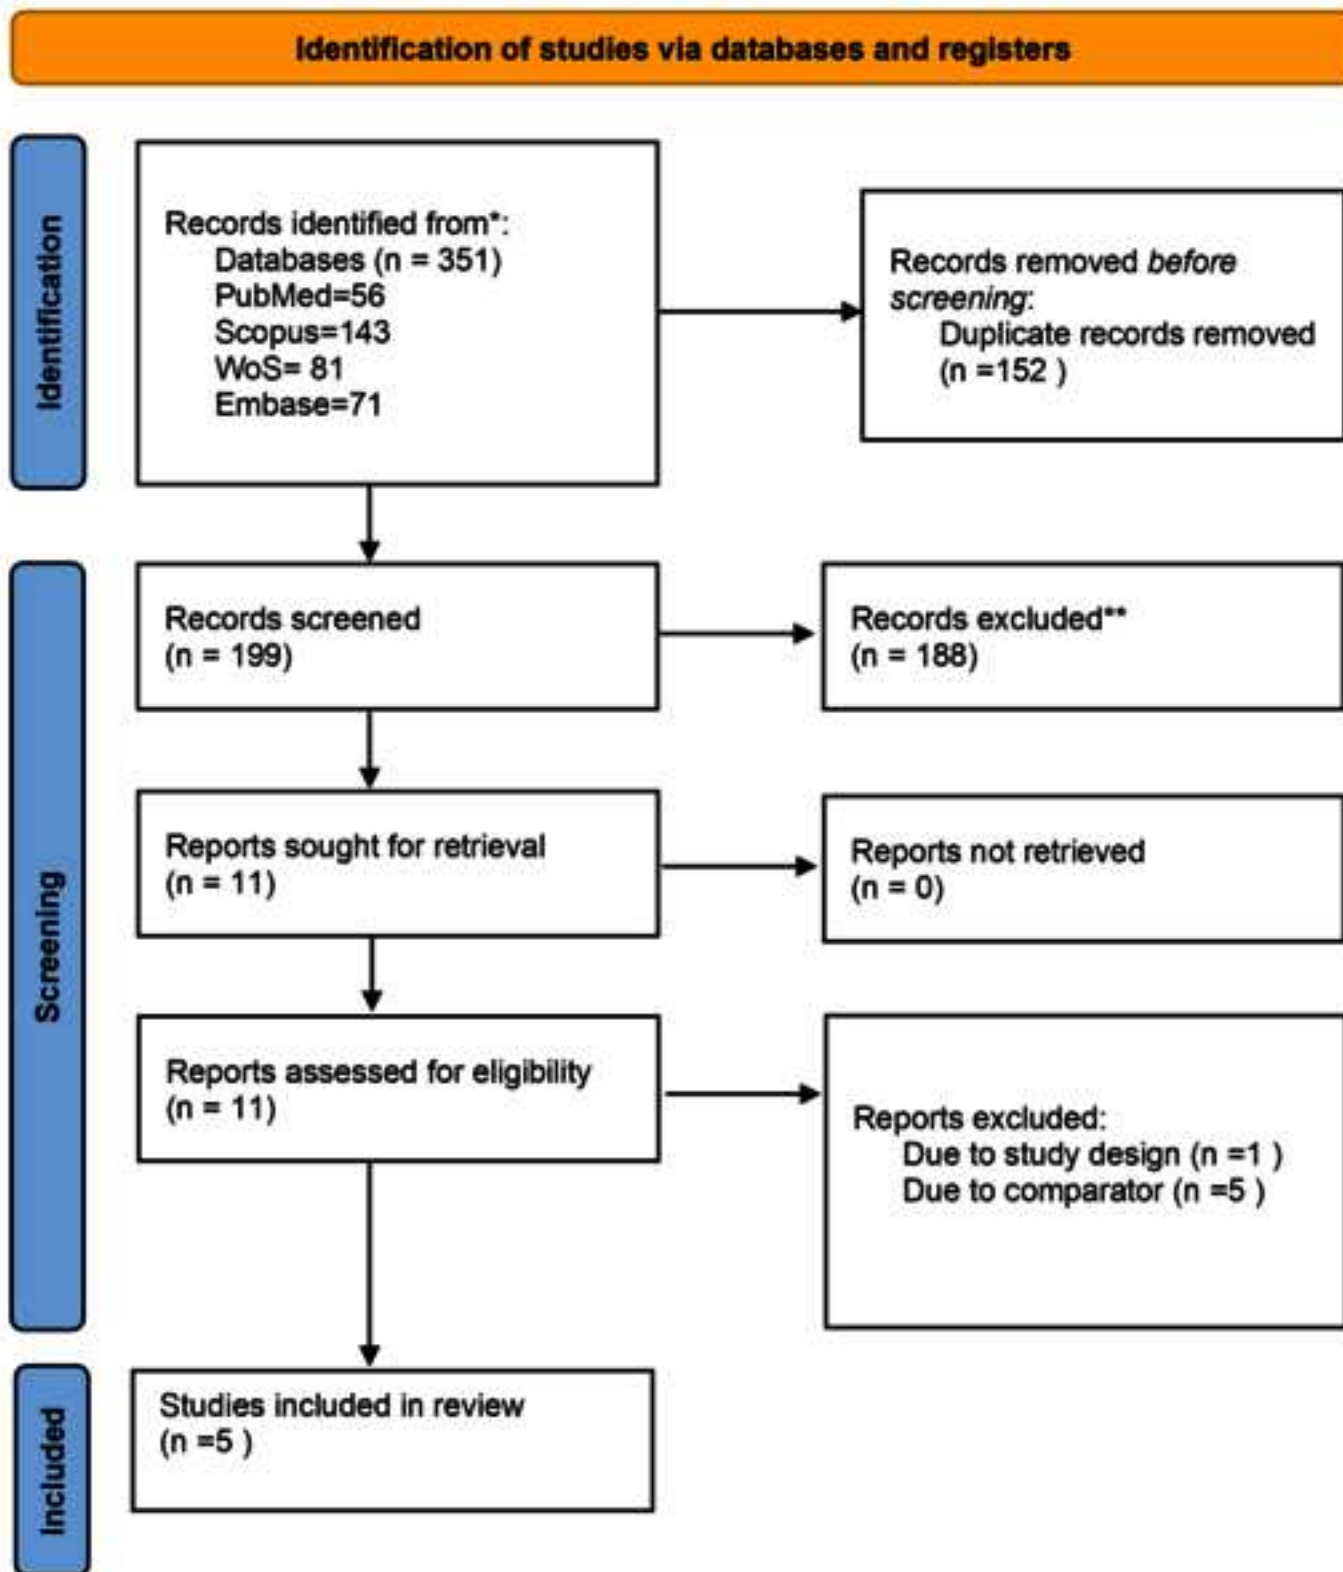 Identification of studies via databases and registers
Identification
Records identified from*:
Databases (n = 351)
PubMed=56
Scopus=143
WoS= 81
Embase=71
Records removed before
screening:
Duplicate records removed
(n =152 )
Screening
Records screened
(n = 199)
Records excluded**
(n = 188)
Reports sought for retrieval
(n = 11)
Reports not retrieved
(n = 0)
Reports assessed for eligibility
(n = 11)
Reports excluded:
Due to study design (n =1 )
Due to comparator (n =5 )
Included
Studies included in review
(n =5 )